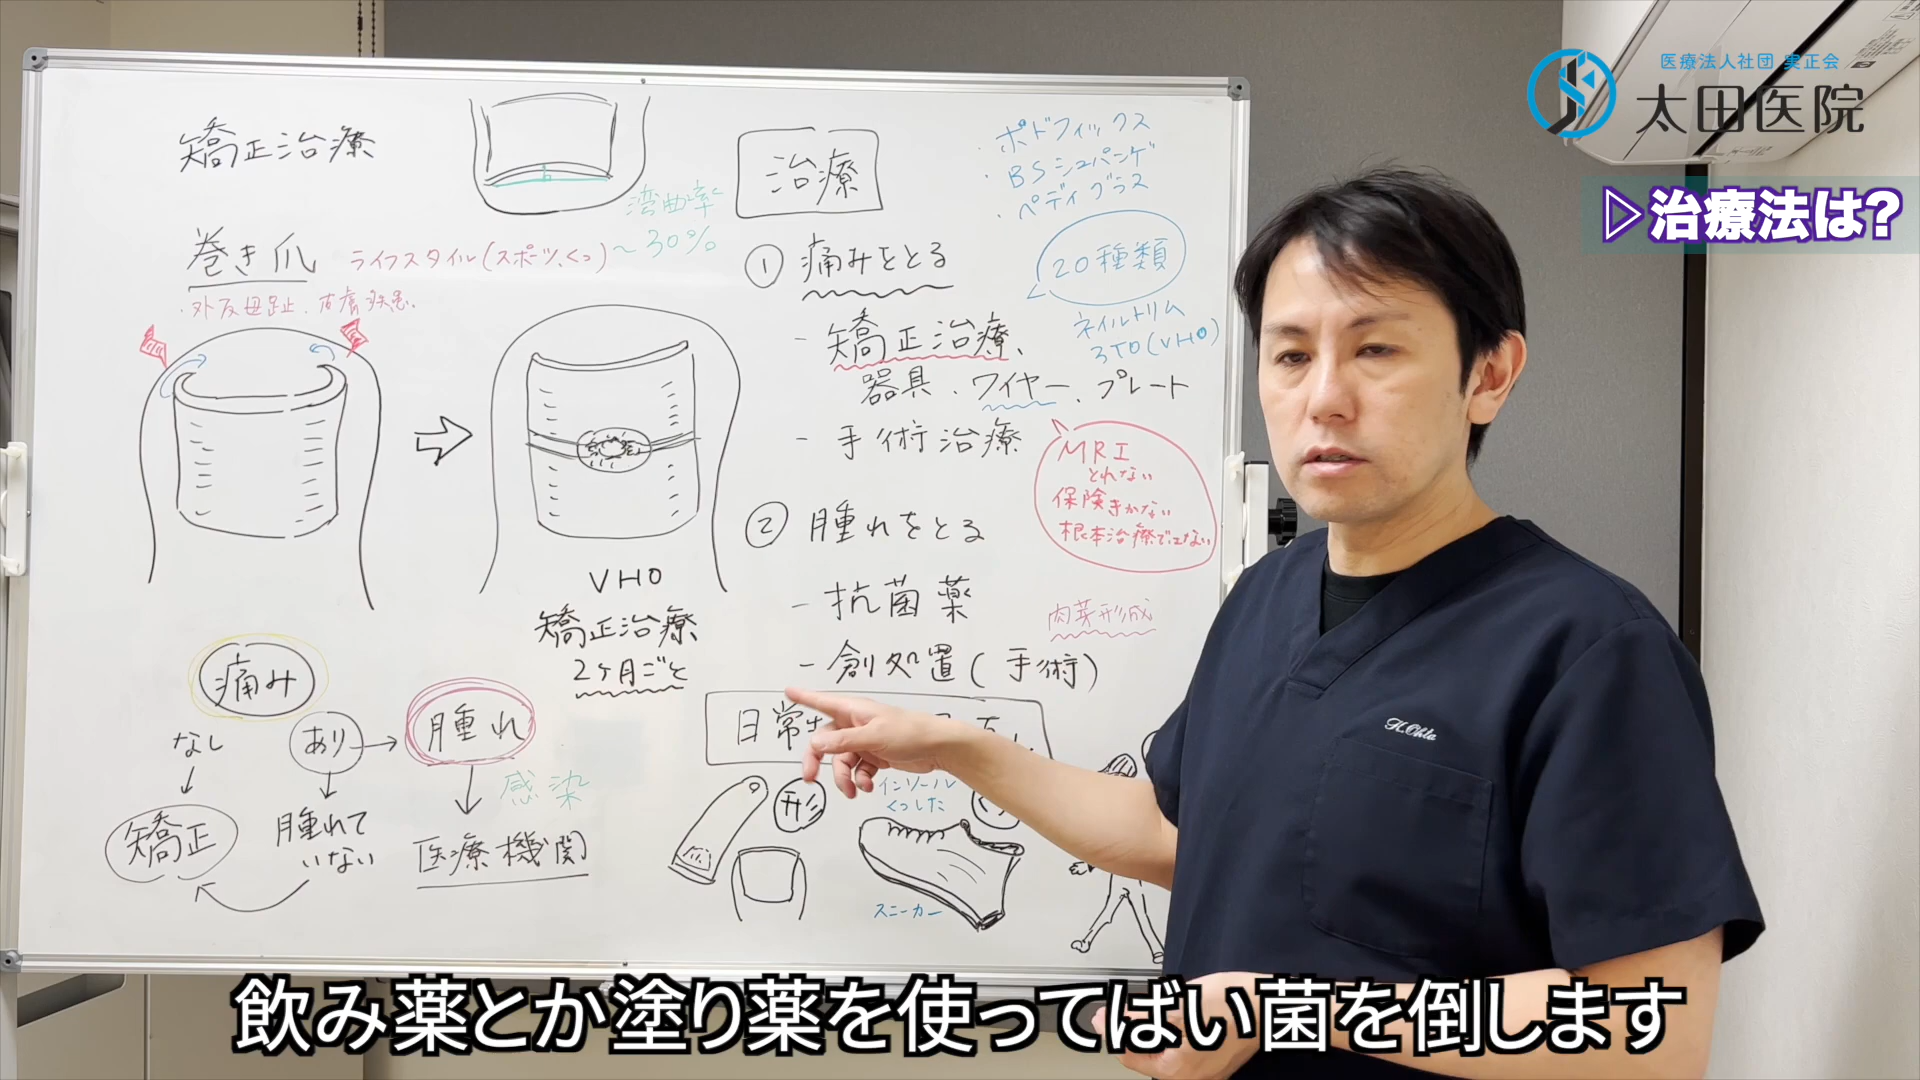 医療法人社団 実正会
太田医院
▷治療法は?
矯正治療
湾曲率
~30%
巻き爪
ライフスタイル(スポーツ、くつ)
・外反母趾、皮膚疾患.
VHO
矯正治療
2ヶ月ごと
痛み
なし
あり
腫れ
感染
矯正
腫れて
いない
医療機関
治療
① 痛みをとる
- 矯正治療、
器具、ワイヤー、プレート
- 手術治療
② 腫れをとる
- 抗菌薬
- 創処置(手術)
・ポドフィックス
・BSシュパンゲ
・ペディグラス
20種類
ネイルトリム
3TO(VHO)
MRI
とれない
保険きかない
根本治療ではない
肉芽形成
日常
形
インソール
くつした
スニーカー
H.Ohta
飲み薬とか塗り薬を使ってばい菌を倒します